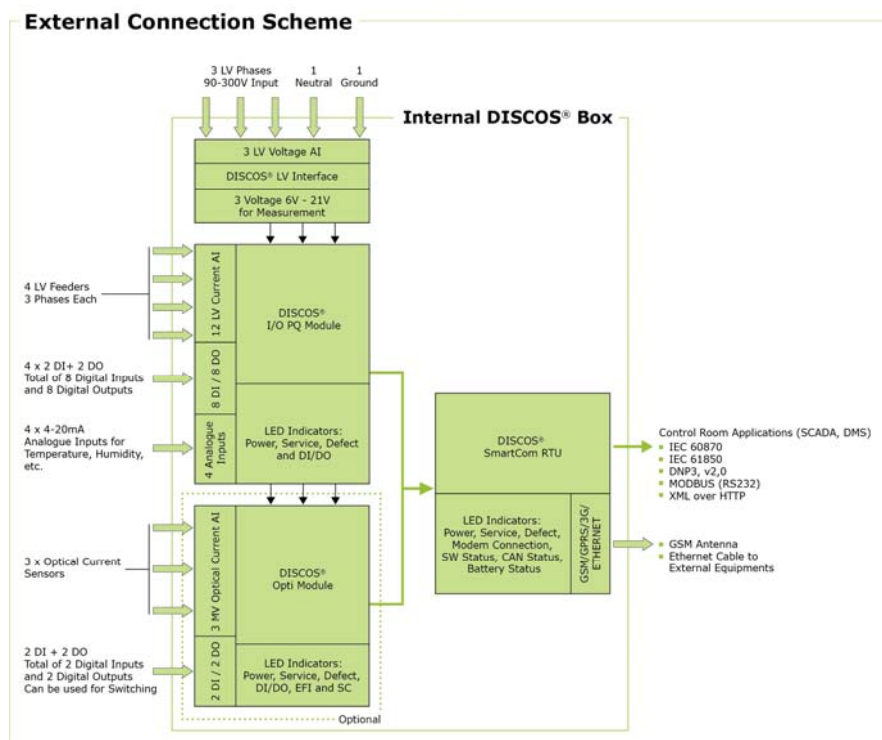 External Connection Scheme
3 LV Phases
90-300V Input
1
Neutral
1
Ground
Internal DISCOS® Box
3 LV Voltage AI
DISCOS® LV Interface
3 Voltage 6V - 21V
for Measurement
4 LV Feeders
3 Phases Each
12 LV Current AI
DISCOS®
I/O PQ Module
4 x 2 DI+ 2 DO
Total of 8 Digital Inputs
and 8 Digital Outputs
8 DI / 8 DO
4 x 4-20mA
Analogue Inputs for
Temperature, Humidity,
etc.
4 Analogue
Inputs
LED Indicators:
Power, Service, Defect
and DI/DO
3 x Optical Current
Sensors
3 MV Optical Current AI
DISCOS®
Opti Module
2 DI + 2 DO
Total of 2 Digital Inputs
and 2 Digital Outputs
Can be used for Switching
2 DI / 2 DO
LED Indicators:
Power, Service, Defect,
DI/DO, EFI and SC
Optional
DISCOS®
SmartCom RTU
LED Indicators:
Power, Service, Defect,
Modem Connection,
SW Status, CAN Status,
Battery Status
GSM/GPRS/3G/
ETHERNET
Control Room Applications (SCADA, DMS)
▪ IEC 60870
▪ IEC 61850
▪ DNP3, v2,0
▪ MODBUS (RS232)
▪ XML over HTTP
▪ GSM Antenna
▪ Ethernet Cable to
External Equipments